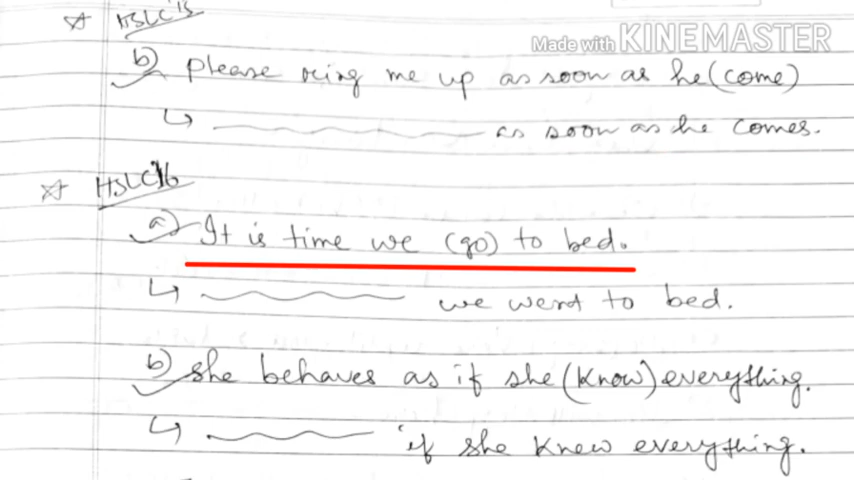 HSLC'15
Made with KINEMASTER
b) please ring me up as soon as he (come)
↳ as soon as he comes.
HSLC'16
a) It is time we (go) to bed.
↳ we went to bed.
b) she behaves as if she (know) everything.
↳ if she knew everything.